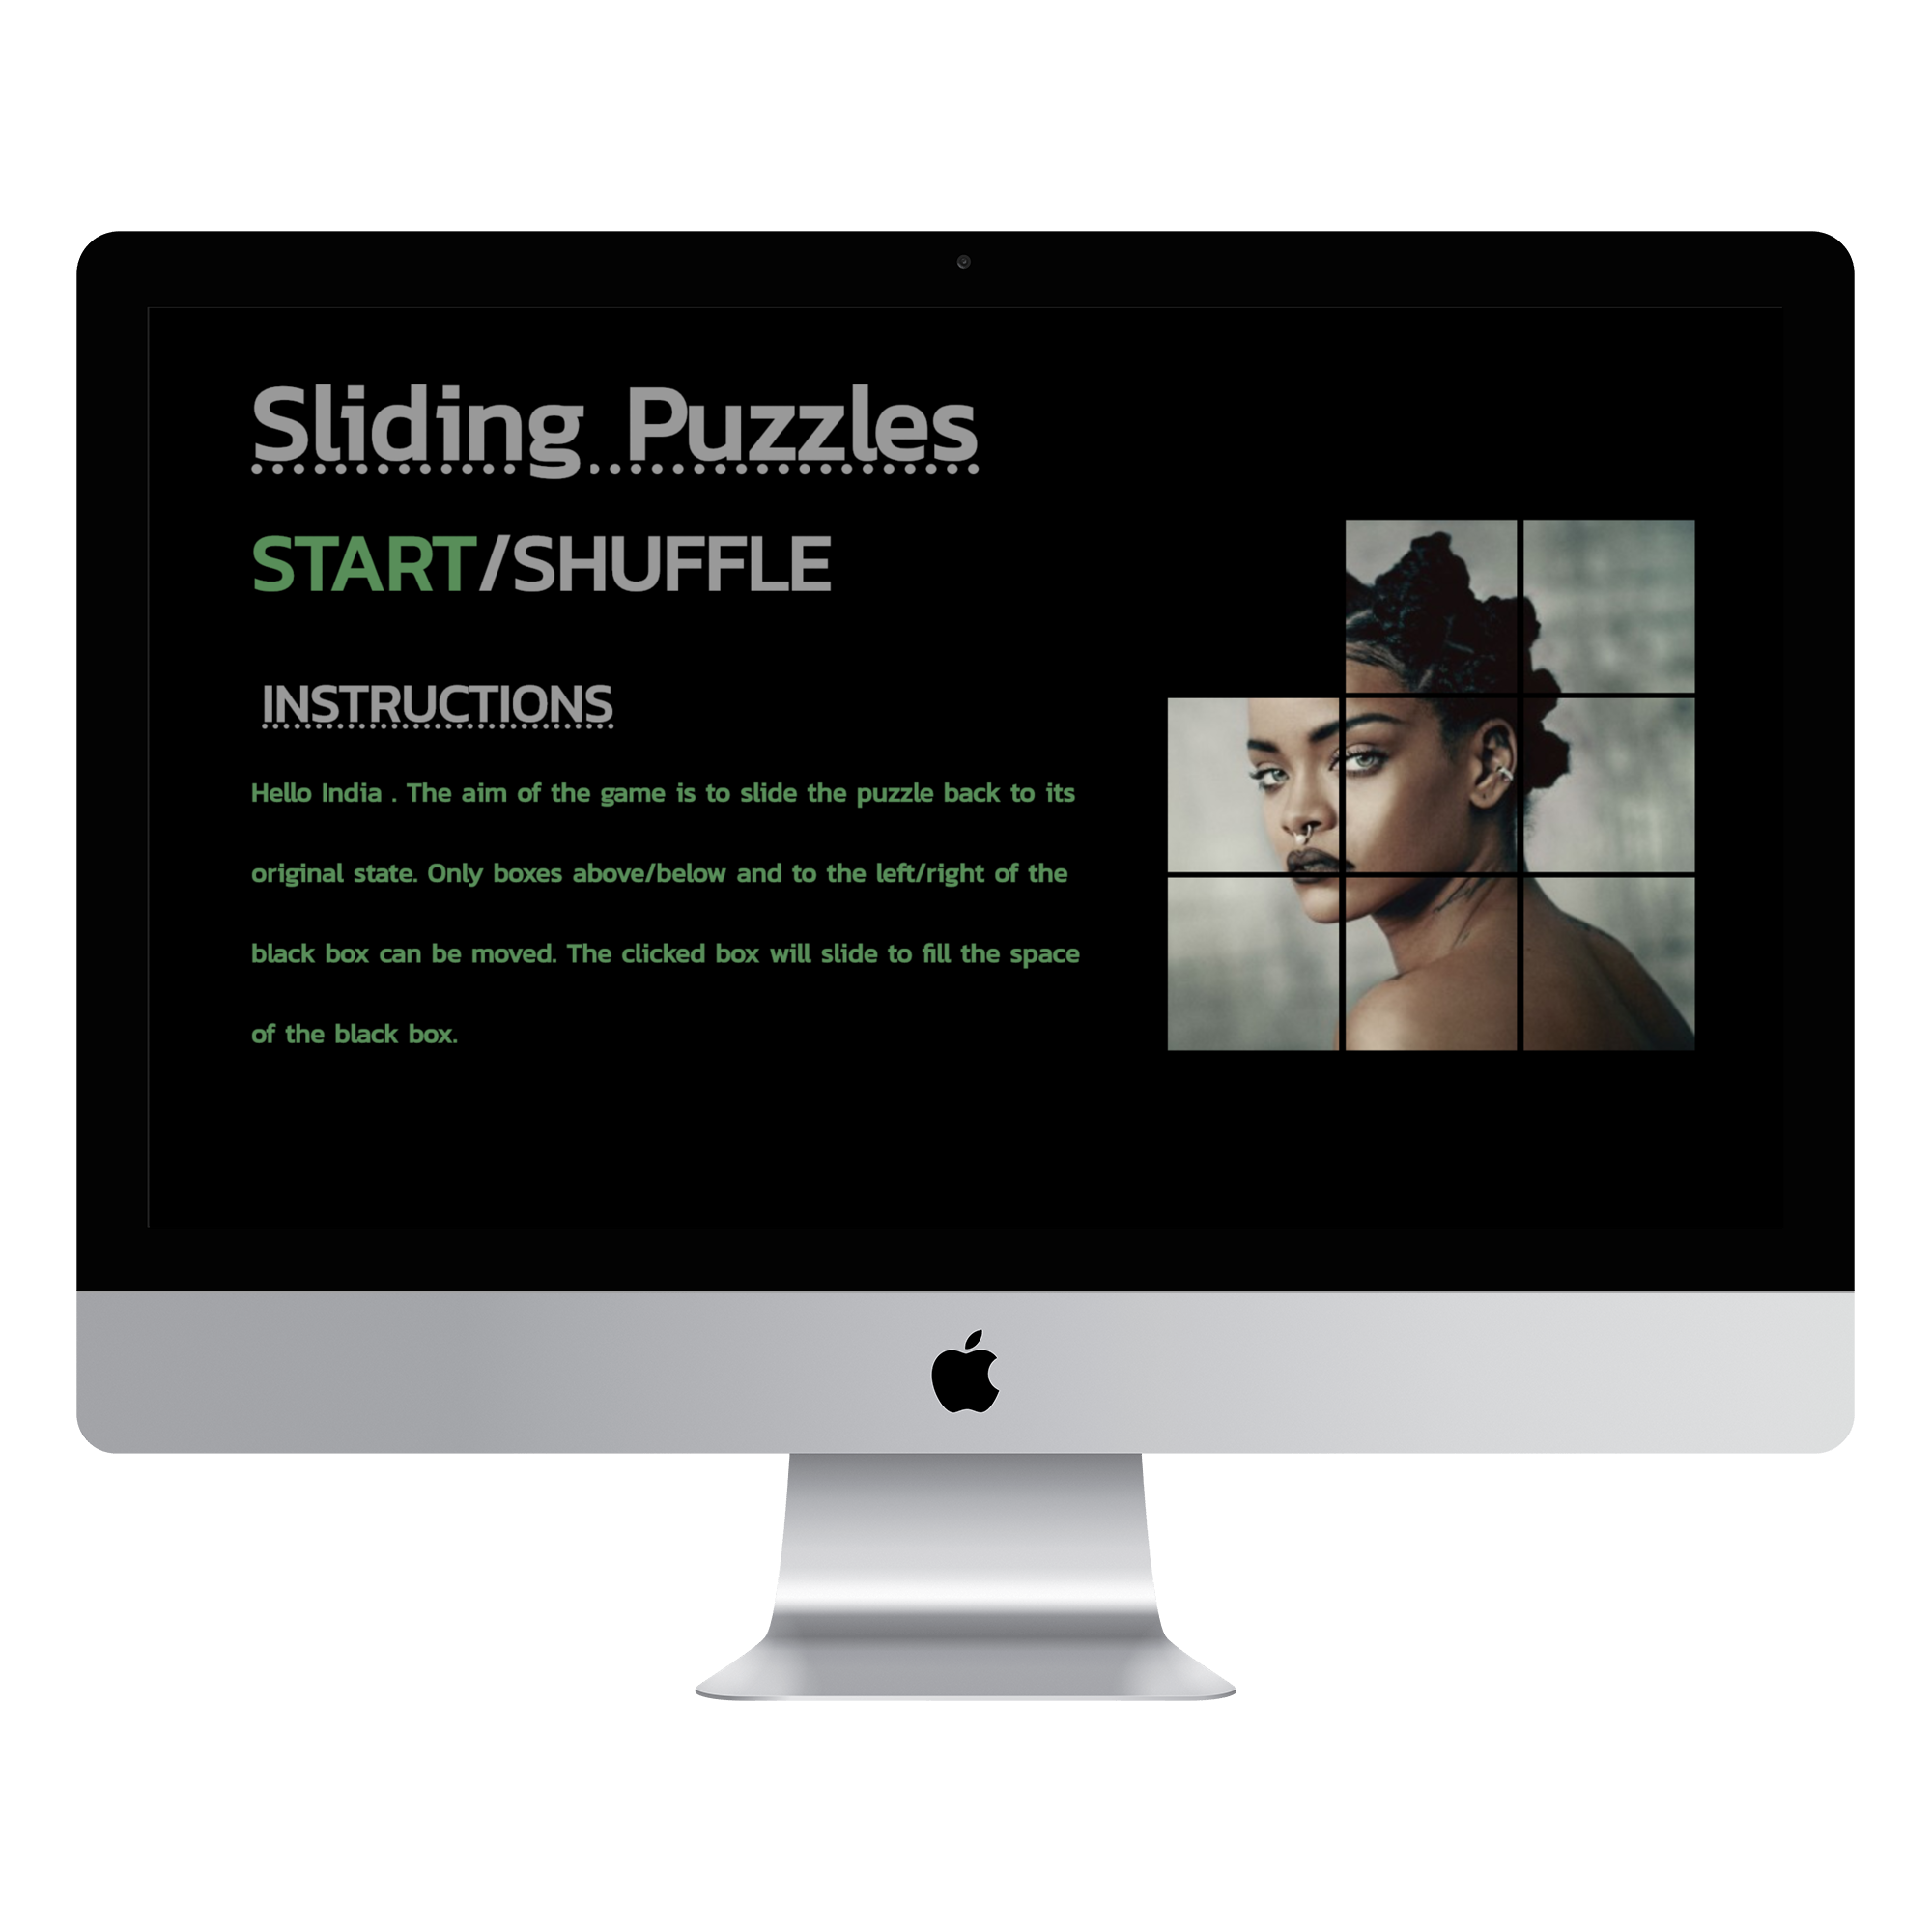 Sliding Puzzles
START/SHUFFLE
INSTRUCTIONS
Hello India . The aim of the game is to slide the puzzle back to its
original state. Only boxes above/below and to the left/right of the
black box can be moved. The clicked box will slide to fill the space
of the black box.